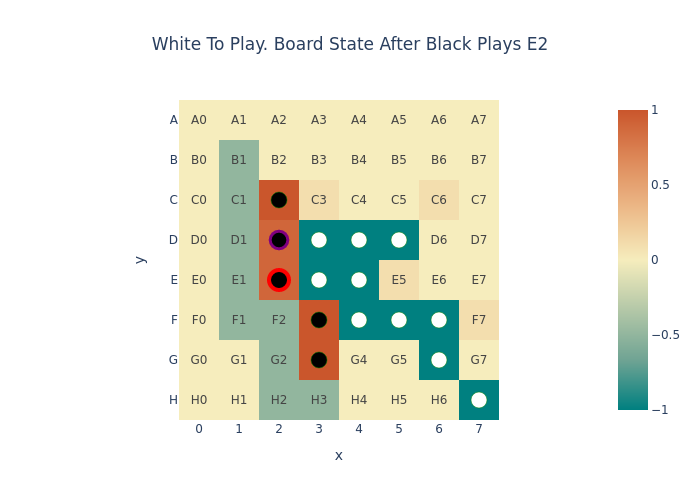 White To Play. Board State After Black Plays E2
A A0 A1 A2 A3 A4 A5 A6 A7
B B0 B1 B2 B3 B4 B5 B6 B7
C C0 C1 C3 C4 C5 C6 C7
D D0 D1 D6 D7
E E0 E1 E5 E6 E7
F F0 F1 F2 F7
G G0 G1 G2 G4 G5 G7
H H0 H1 H2 H3 H4 H5 H6
0 1 2 3 4 5 6 7
x
y
1
0.5
0
−0.5
−1